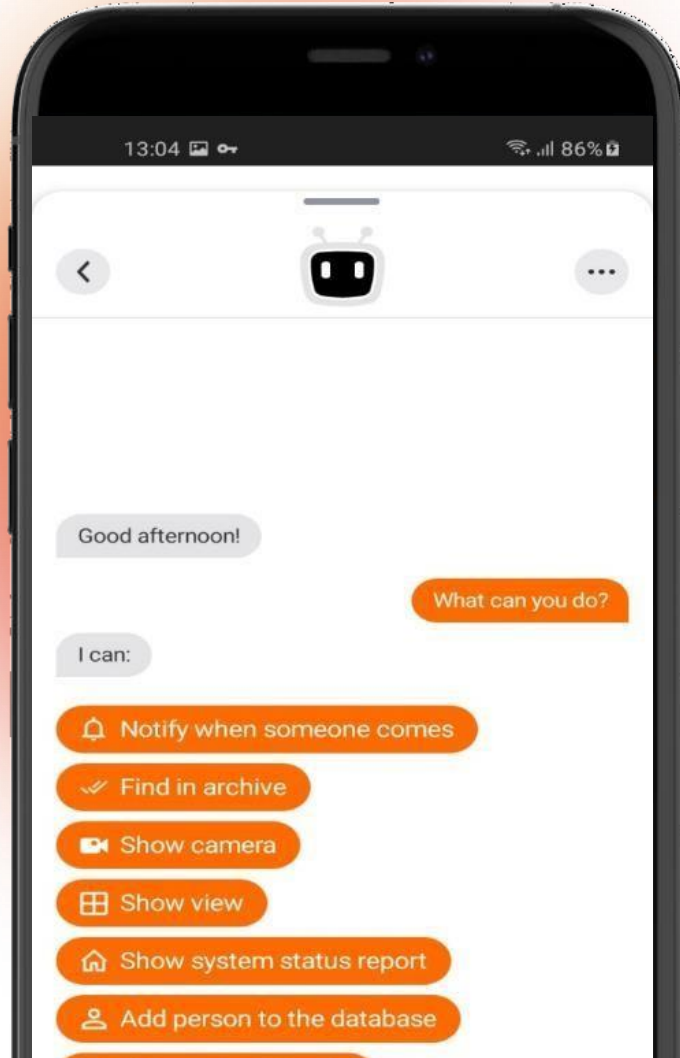 13:04
86%
Good afternoon!
What can you do?
I can:
Notify when someone comes
Find in archive
Show camera
Show view
Show system status report
Add person to the database